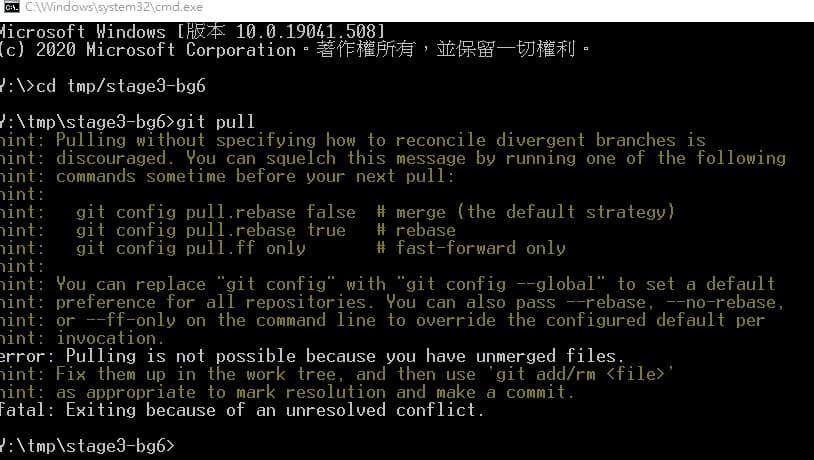 C:\Windows\system32\cmd.exe
Microsoft Windows [版本 10.0.19041.508]
(c) 2020 Microsoft Corporation。著作權所有，並保留一切權利。
Y:\>cd tmp/stage3-bg6
Y:\tmp\stage3-bg6>git pull
hint: Pulling without specifying how to reconcile divergent branches is
hint: discouraged. You can squelch this message by running one of the following
hint: commands sometime before your next pull:
hint:
hint:   git config pull.rebase false  # merge (the default strategy)
hint:   git config pull.rebase true   # rebase
hint:   git config pull.ff only       # fast-forward only
hint:
hint: You can replace "git config" with "git config --global" to set a default
hint: preference for all repositories. You can also pass --rebase, --no-rebase,
hint: or --ff-only on the command line to override the configured default per
hint: invocation.
error: Pulling is not possible because you have unmerged files.
hint: Fix them up in the work tree, and then use 'git add/rm <file>'
hint: as appropriate to mark resolution and make a commit.
fatal: Exiting because of an unresolved conflict.
Y:\tmp\stage3-bg6>